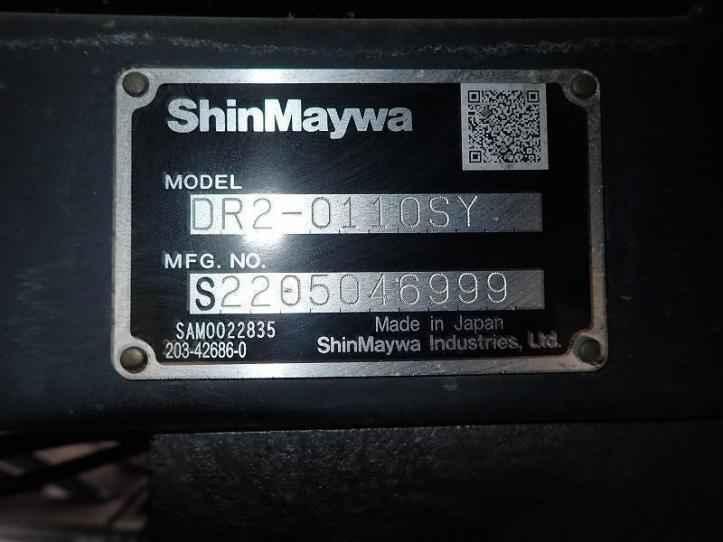 ShinMaywa
MODEL
DR2-0110SY
MFG. NO.
S2205046999
SAM0022835
203-42686-0
Made in Japan
ShinMaywa Industries, Ltd.